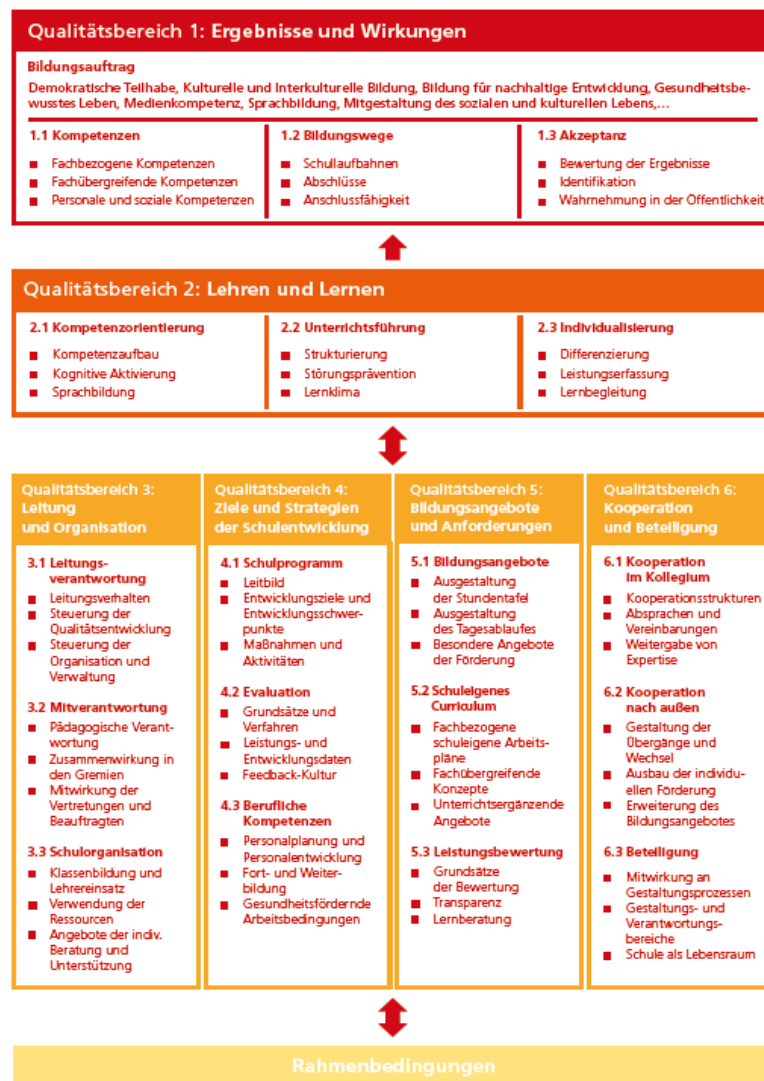 Qualitätsbereich 1: Ergebnisse und Wirkungen
Bildungsauftrag
Demokratische Teilhabe, Kulturelle und Interkulturelle Bildung, Bildung für nachhaltige Entwicklung, Gesundheitsbe-
wusstes Leben, Medienkompetenz, Sprachbildung, Mitgestaltung des sozialen und kulturellen Lebens,...
1.1 Kompetenzen
Fachbezogene Kompetenzen
Fachübergreifende Kompetenzen
Personale und soziale Kompetenzen
1.2 Bildungswege
Schullaufbahnen
Abschlüsse
Anschlussfähigkeit
1.3 Akzeptanz
Bewertung der Ergebnisse
Identifikation
Wahrnehmung in der Öffentlichkeit
Qualitätsbereich 2: Lehren und Lernen
2.1 Kompetenzorientierung
Kompetenzaufbau
Kognitive Aktivierung
Sprachbildung
2.2 Unterrichtsführung
Strukturierung
Störungsprävention
Lernklima
2.3 Individualisierung
Differenzierung
Leistungserfassung
Lernbegleitung
Qualitätsbereich 3:
Leitung
und Organisation
3.1 Leitungs-
verantwortung
Leitungsverhalten
Steuerung der
Qualitätsentwicklung
Steuerung der
Organisation und
Verwaltung
3.2 Mitverantwortung
Pädagogische Verant-
wortung
Zusammenwirkung in
den Gremien
Mitwirkung der
Vertretungen und
Beauftragten
3.3 Schulorganisation
Klassenbildung und
Lehrereinsatz
Verwendung der
Ressourcen
Angebote der indiv.
Beratung und
Unterstützung
Qualitätsbereich 4:
Ziele und Strategien
der Schulentwicklung
4.1 Schulprogramm
Leitbild
Entwicklungsziele und
Entwicklungsschwer-
punkte
Maßnahmen und
Aktivitäten
4.2 Evaluation
Grundsätze und
Verfahren
Leistungs- und
Entwicklungsdaten
Feedback-Kultur
4.3 Berufliche
Kompetenzen
Personalplanung und
Personalentwicklung
Fort- und Weiter-
bildung
Gesundheitsfördernde
Arbeitsbedingungen
Qualitätsbereich 5:
Bildungsangebote
und Anforderungen
5.1 Bildungsangebote
Ausgestaltung
der Stundentafel
Ausgestaltung
des Tagesablaufes
Besondere Angebote
der Förderung
5.2 Schuleigenes
Curriculum
Fachbezogene
schuleigene Arbeits-
pläne
Fachübergreifende
Konzepte
Unterrichtsergänzende
Angebote
5.3 Leistungsbewertung
Grundsätze
der Bewertung
Transparenz
Lernberatung
Qualitätsbereich 6:
Kooperation
und Beteiligung
6.1 Kooperation
im Kollegium
Kooperationsstrukturen
Absprachen und
Vereinbarungen
Weitergabe von
Expertise
6.2 Kooperation
nach außen
Gestaltung der
Übergänge und
Wechsel
Ausbau der individu-
ellen Förderung
Erweiterung des
Bildungsangebotes
6.3 Beteiligung
Mitwirkung an
Gestaltungsprozessen
Gestaltungs- und
Verantwortungs-
bereiche
Schule als Lebensraum
Rahmenbedingungen